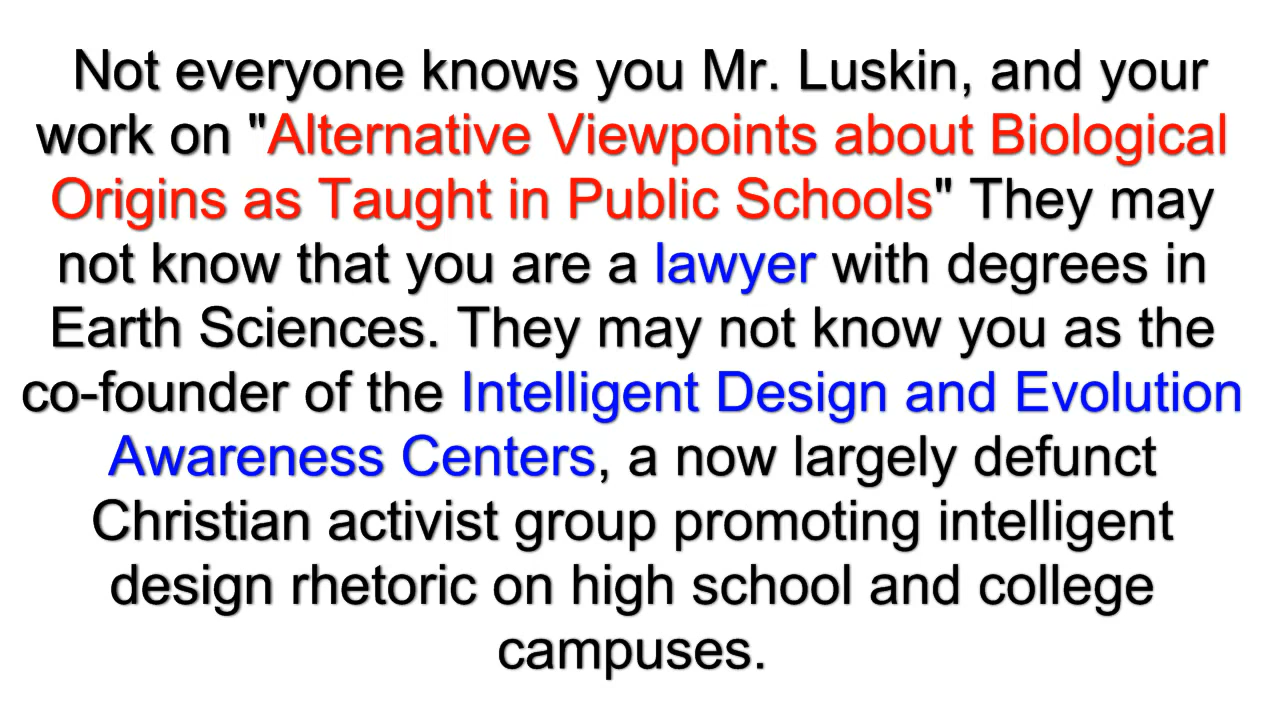 Not everyone knows you Mr. Luskin, and your
work on "Alternative Viewpoints about Biological
Origins as Taught in Public Schools" They may
not know that you are a lawyer with degrees in
Earth Sciences. They may not know you as the
co-founder of the Intelligent Design and Evolution
Awareness Centers, a now largely defunct
Christian activist group promoting intelligent
design rhetoric on high school and college
campuses.